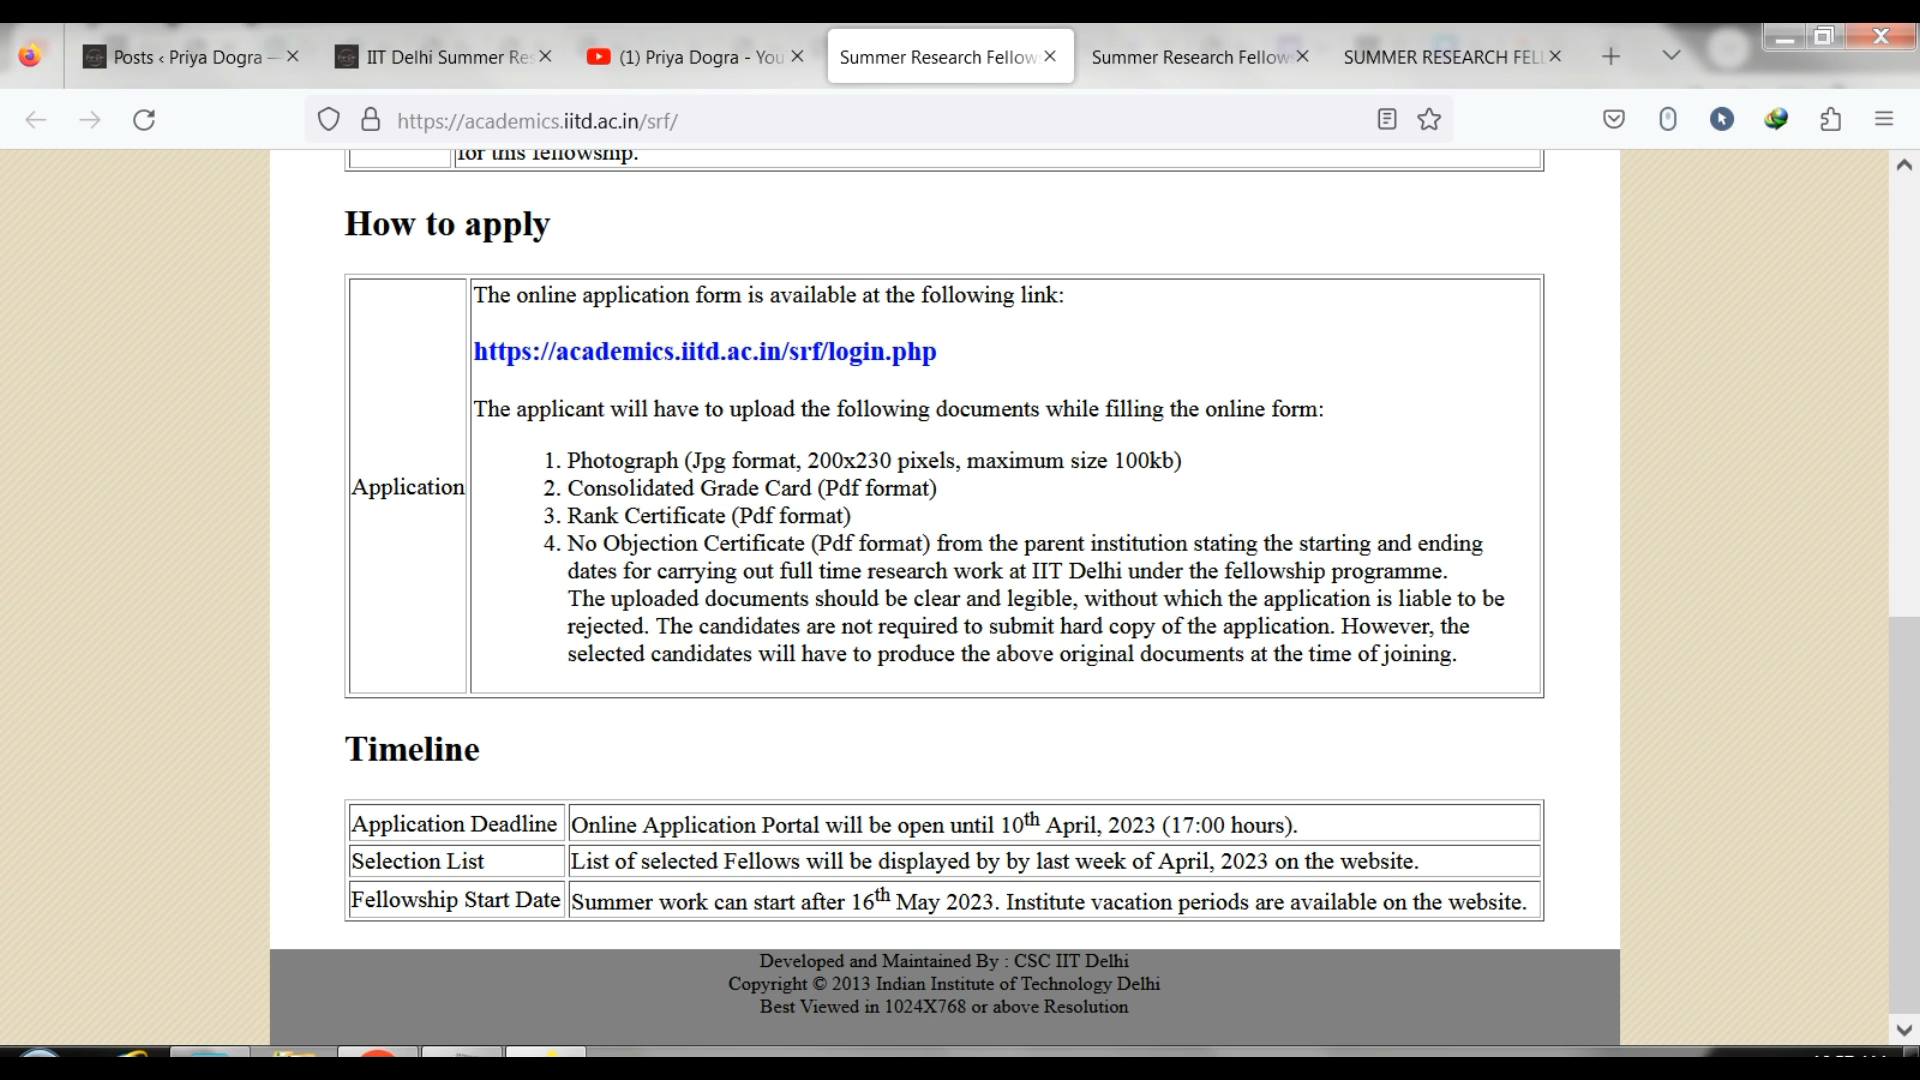 Posts ‹ Priya Dogra —
IIT Delhi Summer Res
(1) Priya Dogra - You
Summer Research Fellow
Summer Research Fellow
SUMMER RESEARCH FELL
https://academics.iitd.ac.in/srf/
for this fellowship.
How to apply
Application
The online application form is available at the following link:
https://academics.iitd.ac.in/srf/login.php
The applicant will have to upload the following documents while filling the online form:
1. Photograph (Jpg format, 200x230 pixels, maximum size 100kb)
2. Consolidated Grade Card (Pdf format)
3. Rank Certificate (Pdf format)
4. No Objection Certificate (Pdf format) from the parent institution stating the starting and ending
dates for carrying out full time research work at IIT Delhi under the fellowship programme.
The uploaded documents should be clear and legible, without which the application is liable to be
rejected. The candidates are not required to submit hard copy of the application. However, the
selected candidates will have to produce the above original documents at the time of joining.
Timeline
Application Deadline Online Application Portal will be open until 10th April, 2023 (17:00 hours).
Selection List List of selected Fellows will be displayed by by last week of April, 2023 on the website.
Fellowship Start Date Summer work can start after 16th May 2023. Institute vacation periods are available on the website.
Developed and Maintained By : CSC IIT Delhi
Copyright © 2013 Indian Institute of Technology Delhi
Best Viewed in 1024X768 or above Resolution